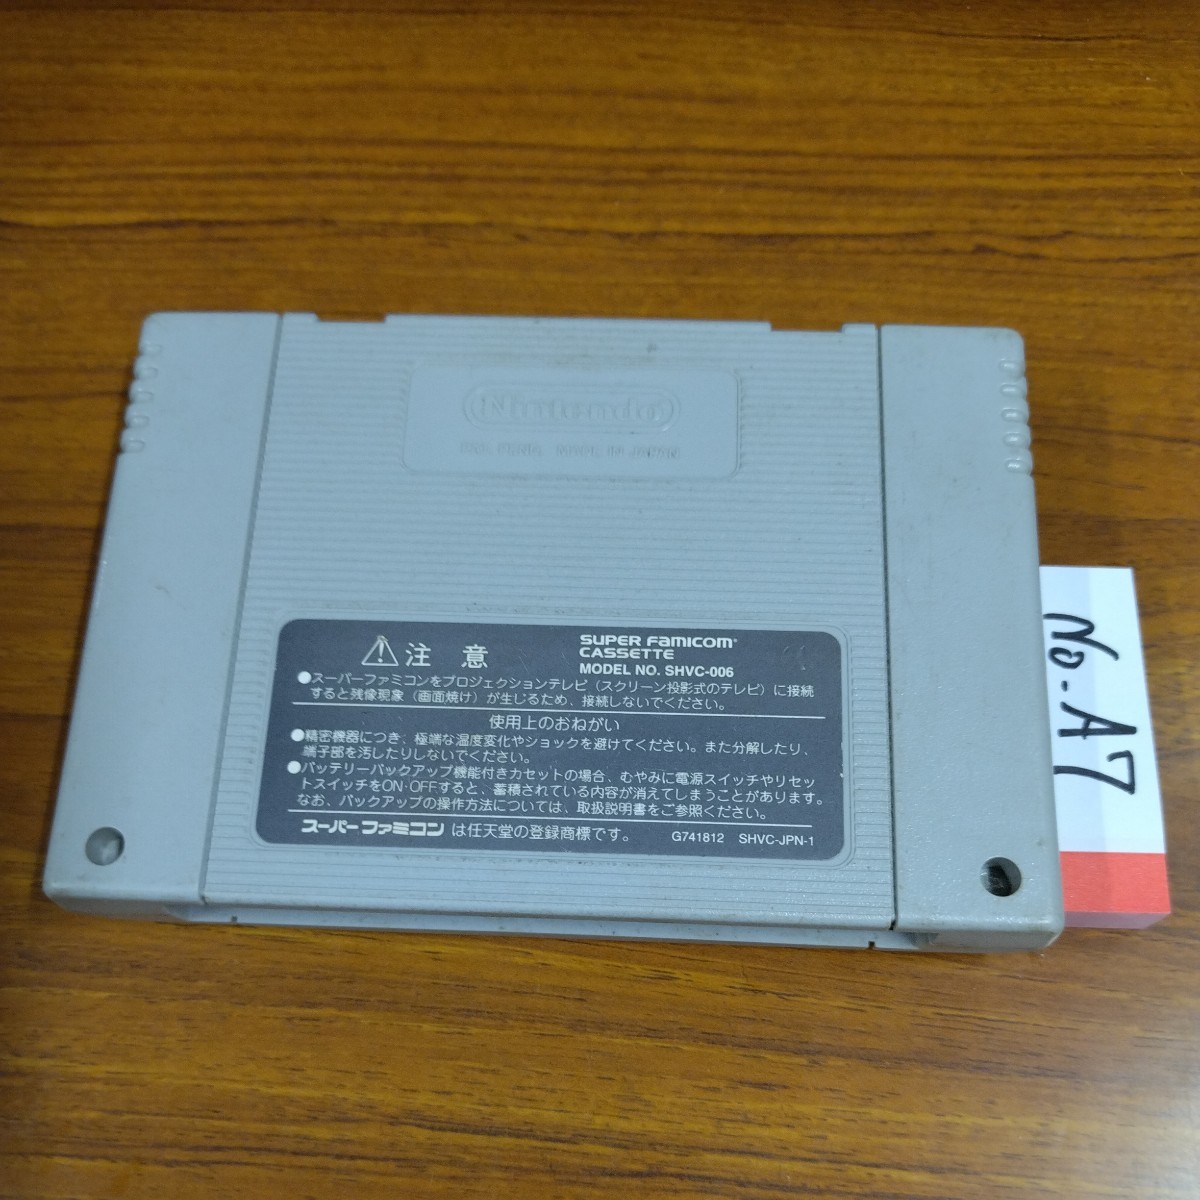 Nintendo
PAT. PEND. MADE IN JAPAN
注意
SUPER FAMICOM
CASSETTE
MODEL NO. SHVC-006
●スーパーファミコンをプロジェクションテレビ（スクリーン投影式のテレビ）に接続
すると残像現象（画面焼け）が生じるため、接続しないでください。
使用上のおねがい
●精密機器につき、極端な温度変化やショックを避けてください。また分解したり、
端子部を汚したりしないでください。
●バッテリーバックアップ機能付きカセットの場合、むやみに電源スイッチやリセッ
トスイッチをON・OFFすると、蓄積されている内容が消えてしまうことがあります。
なお、バックアップの操作方法については、取扱説明書をご参照ください。
スーパーファミコンは任天堂の登録商標です。
G741812 SHVC-JPN-1
No-A7